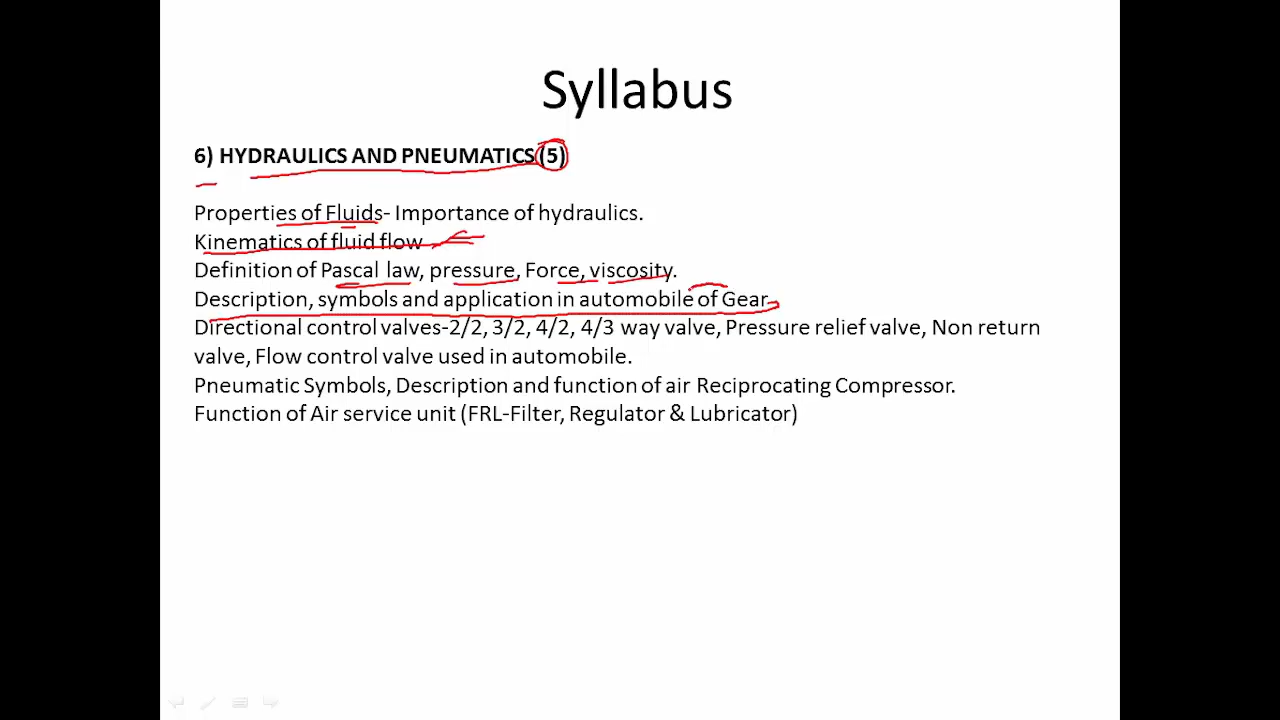 Syllabus
6) HYDRAULICS AND PNEUMATICS (5)
Properties of Fluids- Importance of hydraulics.
Kinematics of fluid flow
Definition of Pascal law, pressure, Force, viscosity.
Description, symbols and application in automobile of Gear
Directional control valves-2/2, 3/2, 4/2, 4/3 way valve, Pressure relief valve, Non return
valve, Flow control valve used in automobile.
Pneumatic Symbols, Description and function of air Reciprocating Compressor.
Function of Air service unit (FRL-Filter, Regulator & Lubricator)